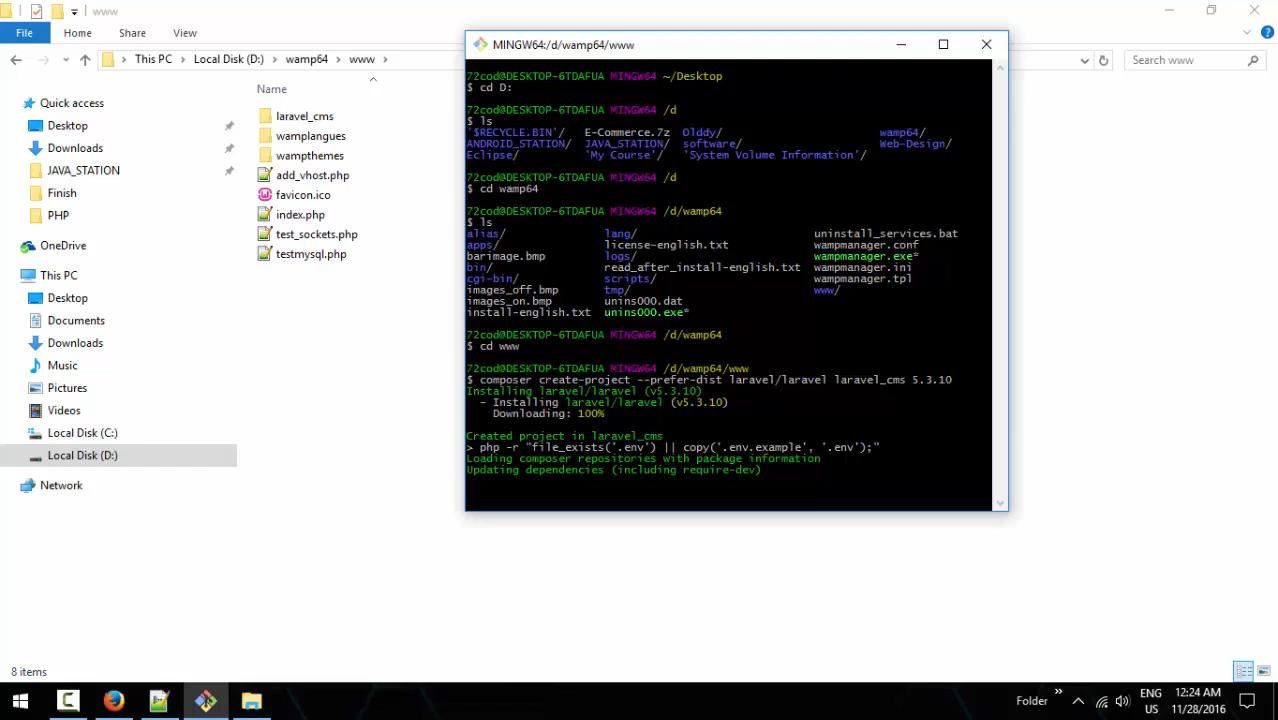 www
File Home Share View
This PC Local Disk (D:) wamp64 www
Search www
Quick access
Desktop
Downloads
JAVA_STATION
Finish
PHP
OneDrive
This PC
Desktop
Documents
Downloads
Music
Pictures
Videos
Local Disk (C:)
Local Disk (D:)
Network
Name
laravel_cms
wamplangues
wampthemes
add_vhost.php
favicon.ico
index.php
test_sockets.php
testmysql.php
MINGW64:/d/wamp64/www
72cod@DESKTOP-6TDAFUA MINGW64 ~/Desktop
$ cd D:
72cod@DESKTOP-6TDAFUA MINGW64 /d
$ ls
'$RECYCLE.BIN'/ E-Commerce.7z Olddy/ wamp64/
ANDROID_STATION/ JAVA_STATION/ software/ Web-Design/
Eclipse/ 'My Course'/ 'System Volume Information'/
72cod@DESKTOP-6TDAFUA MINGW64 /d
$ cd wamp64
72cod@DESKTOP-6TDAFUA MINGW64 /d/wamp64
$ ls
alias/ lang/ uninstall_services.bat
apps/ license-english.txt wampmanager.conf
barimage.bmp logs/ wampmanager.exe*
bin/ read_after_install-english.txt wampmanager.ini
cgi-bin/ scripts/ wampmanager.tpl
images_off.bmp tmp/ www/
images_on.bmp unins000.dat
install-english.txt unins000.exe*
72cod@DESKTOP-6TDAFUA MINGW64 /d/wamp64
$ cd www
72cod@DESKTOP-6TDAFUA MINGW64 /d/wamp64/www
$ composer create-project --prefer-dist laravel/laravel laravel_cms 5.3.10
Installing laravel/laravel (v5.3.10)
- Installing laravel/laravel (v5.3.10)
Downloading: 100%
Created project in laravel_cms
> php -r "file_exists('.env') || copy('.env.example', '.env');"
Loading composer repositories with package information
Updating dependencies (including require-dev)
8 items
Folder
ENG
US
12:24 AM
11/28/2016